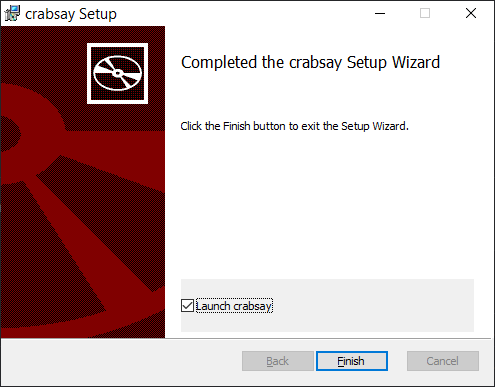 crabsay Setup
Completed the crabsay Setup Wizard
Click the Finish button to exit the Setup Wizard.
Launch crabsay
Back
Finish
Cancel